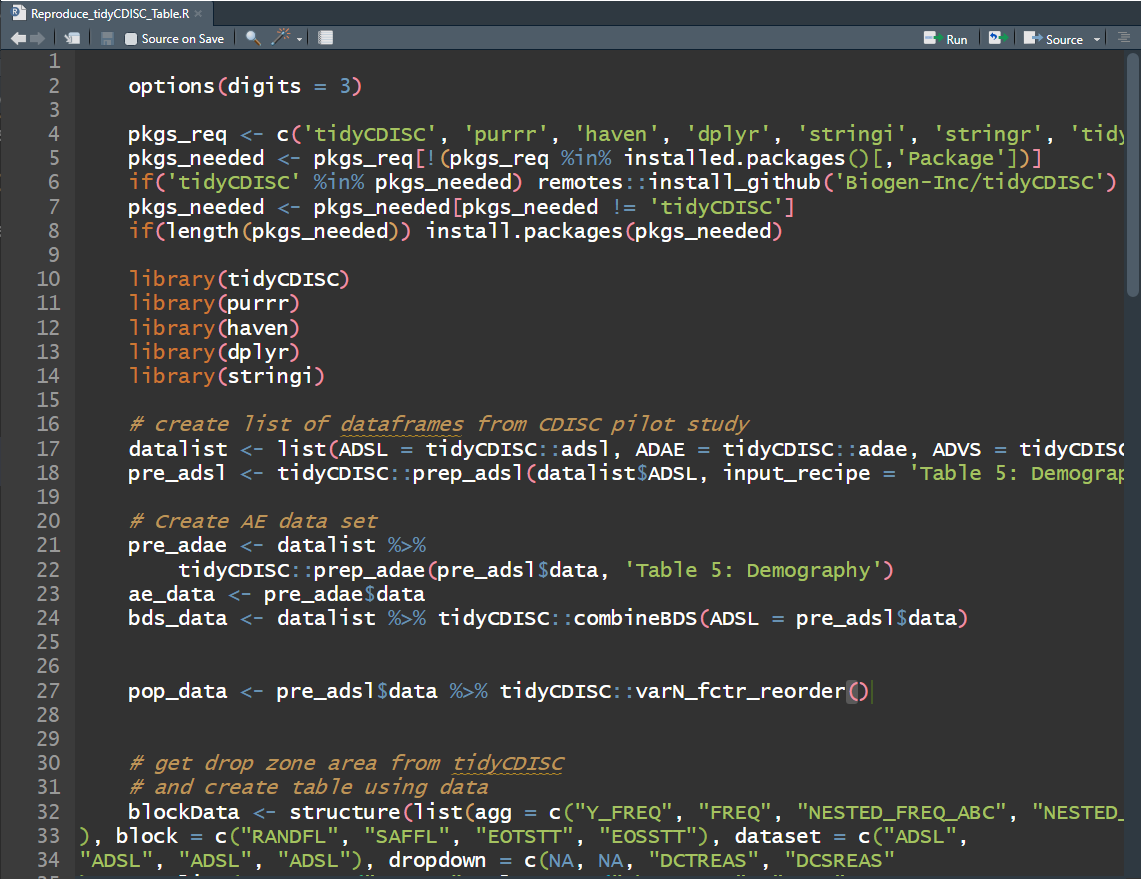 Reproduce_tidyCDISC_Table.R
Source on Save
Run
Source
1
2 options(digits = 3)
3
4 pkgs_req <- c('tidyCDISC', 'purrr', 'haven', 'dplyr', 'stringi', 'stringr', 'tidy
5 pkgs_needed <- pkgs_req[!(pkgs_req %in% installed.packages()[,'Package'])]
6 if('tidyCDISC' %in% pkgs_needed) remotes::install_github('Biogen-Inc/tidyCDISC')
7 pkgs_needed <- pkgs_needed[pkgs_needed != 'tidyCDISC']
8 if(length(pkgs_needed)) install.packages(pkgs_needed)
9
10 library(tidyCDISC)
11 library(purrr)
12 library(haven)
13 library(dplyr)
14 library(stringi)
15
16 # create list of dataframes from CDISC pilot study
17 datalist <- list(ADSL = tidyCDISC::adsl, ADAE = tidyCDISC::adae, ADVS = tidyCDISC
18 pre_adsl <- tidyCDISC::prep_adsl(datalist$ADSL, input_recipe = 'Table 5: Demograp
19
20 # Create AE data set
21 pre_adae <- datalist %>%
22 tidyCDISC::prep_adae(pre_adsl$data, 'Table 5: Demography')
23 ae_data <- pre_adae$data
24 bds_data <- datalist %>% tidyCDISC::combineBDS(ADSL = pre_adsl$data)
25
26
27 pop_data <- pre_adsl$data %>% tidyCDISC::varN_fctr_reorder()
28
29
30 # get drop zone area from tidyCDISC
31 # and create table using data
32 blockData <- structure(list(agg = c("Y_FREQ", "FREQ", "NESTED_FREQ_ABC", "NESTED_
33 ), block = c("RANDFL", "SAFFL", "EOTSTT", "EOSSTT"), dataset = c("ADSL",
34 "ADSL", "ADSL", "ADSL"), dropdown = c(NA, NA, "DCTREAS", "DCSREAS"